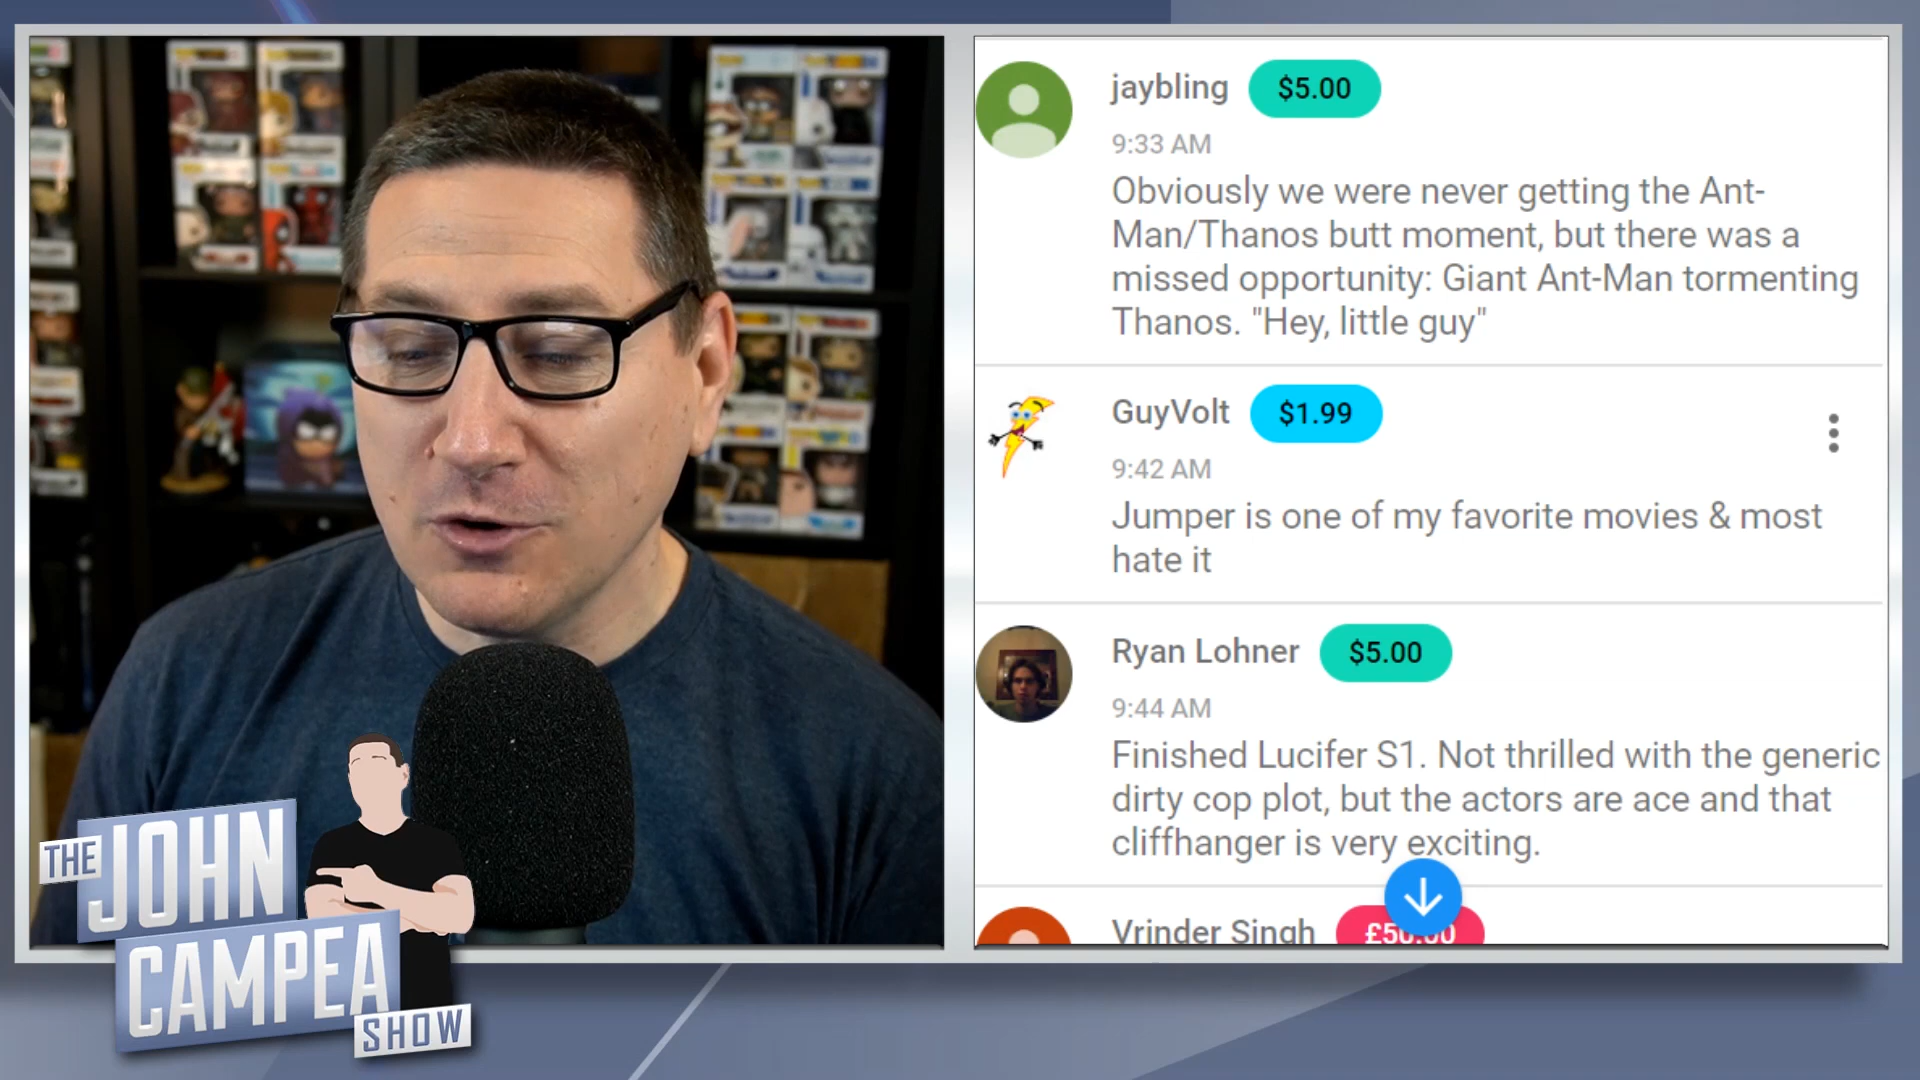 jaybling $5.00
9:33 AM
Obviously we were never getting the Ant-
Man/Thanos butt moment, but there was a
missed opportunity: Giant Ant-Man tormenting
Thanos. "Hey, little guy"
GuyVolt $1.99
9:42 AM
Jumper is one of my favorite movies & most
hate it
Ryan Lohner $5.00
9:44 AM
Finished Lucifer S1. Not thrilled with the generic
dirty cop plot, but the actors are ace and that
cliffhanger is very exciting.
Vrinder Singh £50.00
THE
JOHN
CAMPEA
SHOW